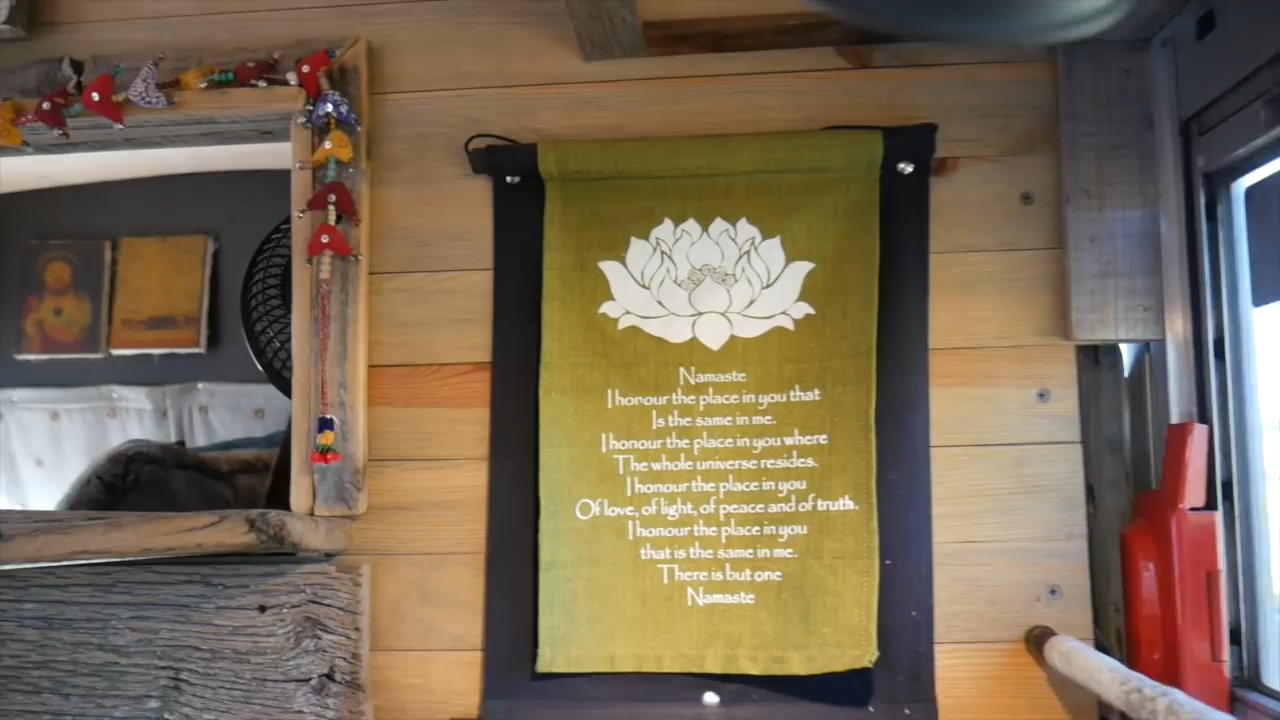 Namaste
I honour the place in you that
Is the same in me.
I honour the place in you where
The whole universe resides.
I honour the place in you
Of love, of light, of peace and of truth.
I honour the place in you
that is the same in me.
There is but one
Namaste